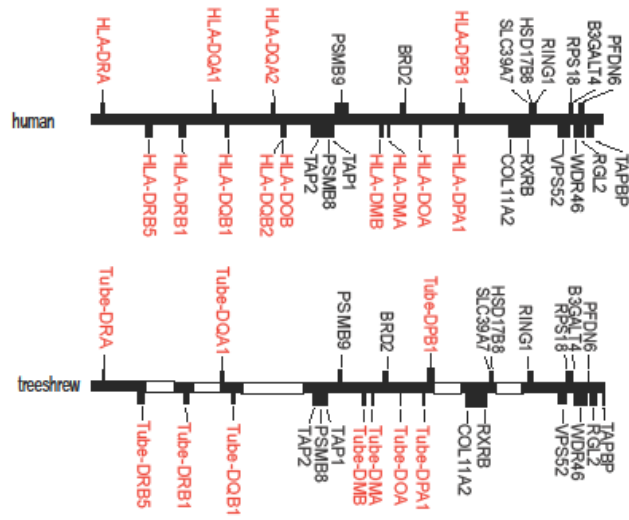 HLA-DRA
HLA-DQA1
HLA-DQA2
PSMB9
BRD2
HLA-DPB1
SLC39A7
HSD17B8
RING1
RPS18
B3GALT4
PFDN6
human
HLA-DRB5
HLA-DRB1
HLA-DQB1
HLA-DQB2
HLA-DOB
TAP2
PSMB8
TAP1
HLA-DMB
HLA-DMA
HLA-DOA
HLA-DPA1
COL11A2
RXRB
VPS52
WDR46
RGL2
TAPBP
Tube-DRA
Tube-DQA1
PSMB9
BRD2
Tube-DPB1
SLC39A7
HSD17B8
RING1
RPS18
B3GALT4
PFDN6
treeshrew
Tube-DRB5
Tube-DRB1
Tube-DQB1
TAP2
PSMB8
TAP1
Tube-DMB
Tube-DMA
Tube-DOA
Tube-DPA1
COL11A2
RXRB
VPS52
WDR46
RGL2
TAPBP